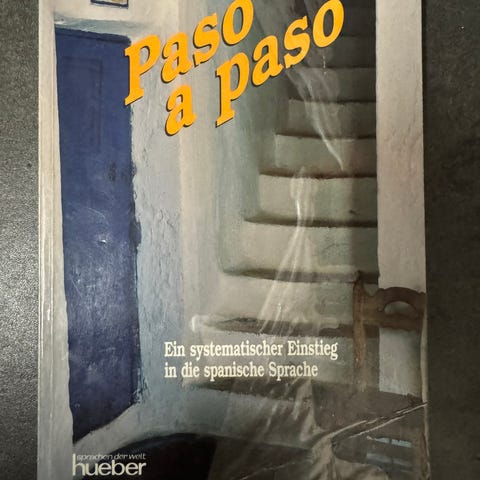 Paso
a paso
Ein systematischer Einstieg
in die spanische Sprache
sprachen der welt
hueber